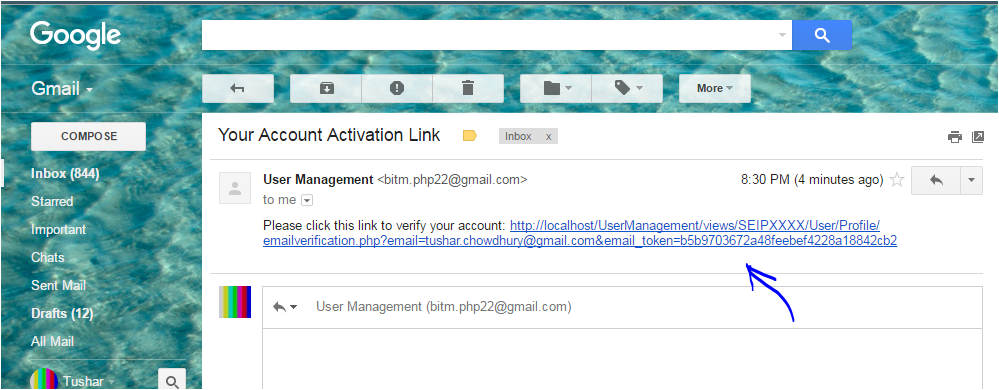 Google
Gmail
More
COMPOSE
Your Account Activation Link
Inbox x
Inbox (844)
Starred
Important
Chats
Sent Mail
Drafts (12)
All Mail
Tushar
User Management <bitm.php22@gmail.com>
8:30 PM (4 minutes ago)
to me
Please click this link to verify your account: http://localhost/UserManagement/views/SEIPXXXX/User/Profile/
emailverification.php?email=tushar.chowdhury@gmail.com&email_token=b5b9703672a48feebef4228a18842cb2
User Management (bitm.php22@gmail.com)